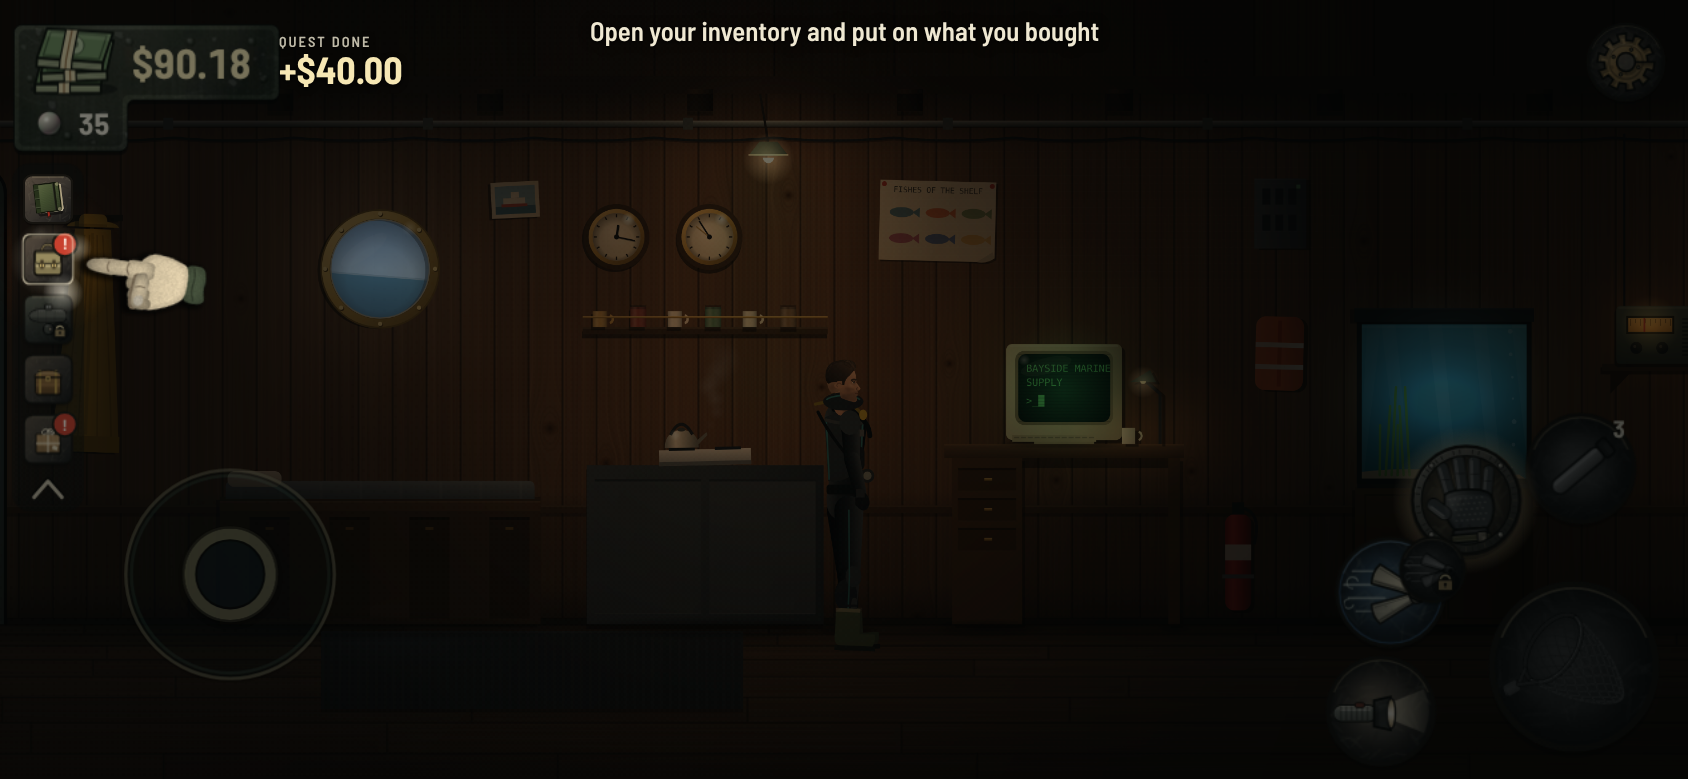 Open your inventory and put on what you bought
$90.18
QUEST DONE
+$40.00
35
!
!
FISHES OF THE SHELF
BAYSIDE MARINE
SUPPLY
>_
3